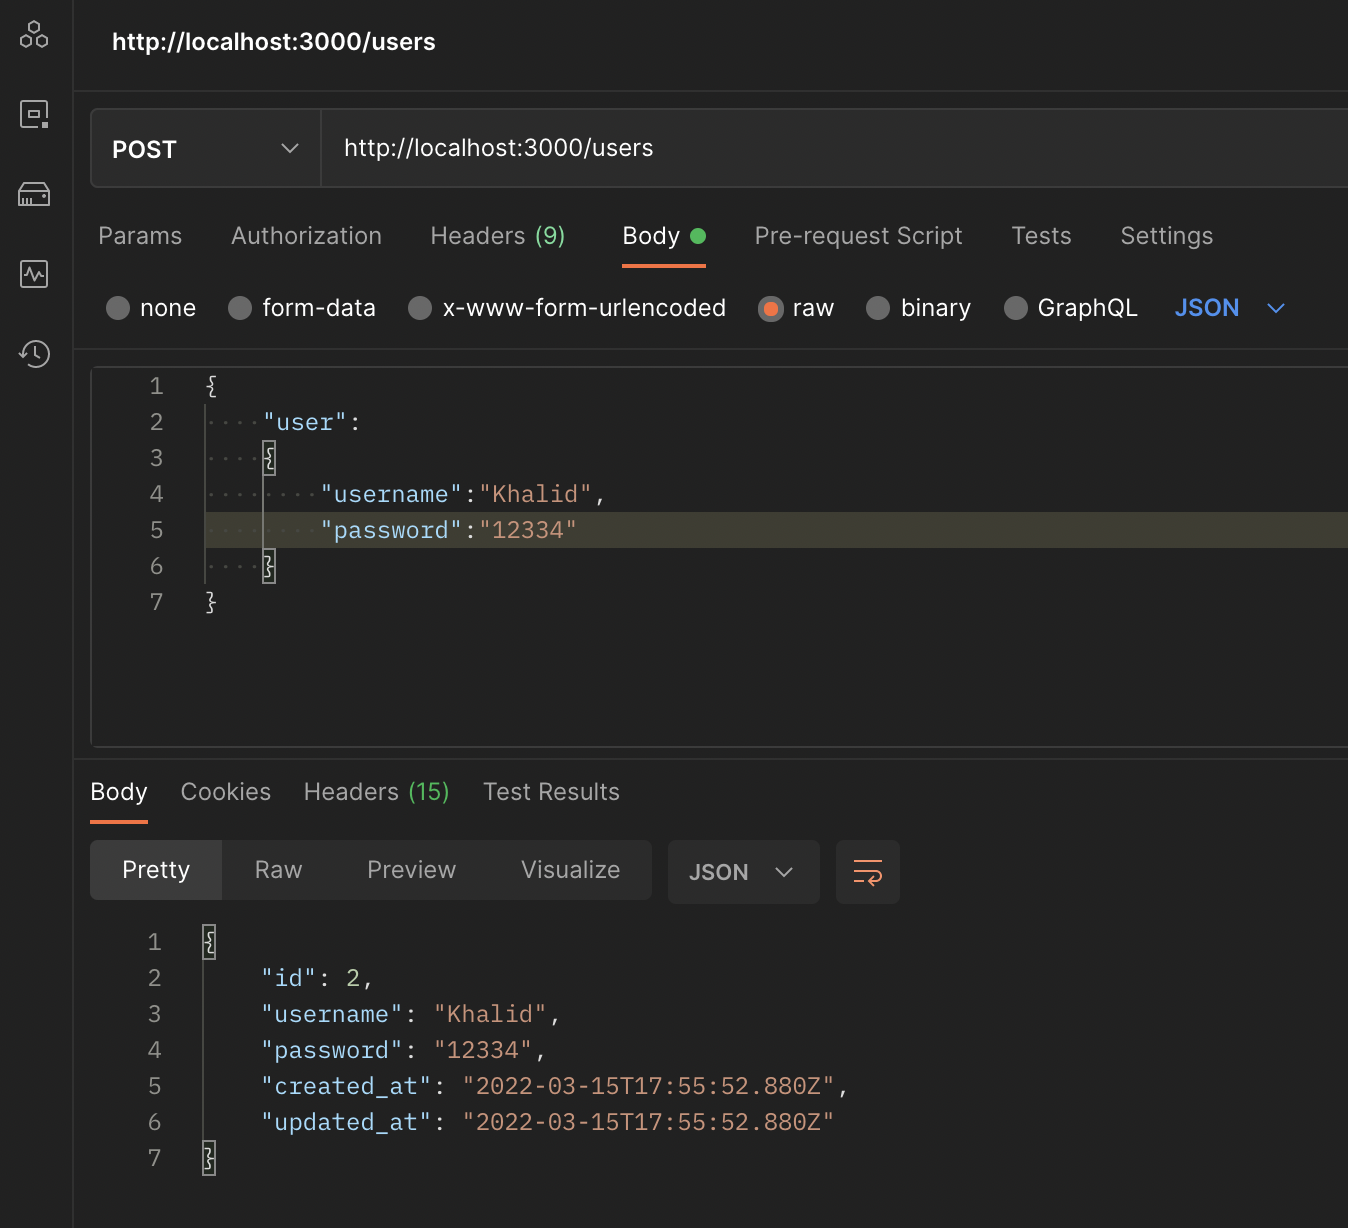 http://localhost:3000/users
POST http://localhost:3000/users
Params Authorization Headers (9) Body Pre-request Script Tests Settings
none form-data x-www-form-urlencoded raw binary GraphQL JSON
1 {
2 "user":
3 {
4 "username":"Khalid",
5 "password":"12334"
6 }
7 }
Body Cookies Headers (15) Test Results
Pretty Raw Preview Visualize JSON
1 {
2 "id": 2,
3 "username": "Khalid",
4 "password": "12334",
5 "created_at": "2022-03-15T17:55:52.880Z",
6 "updated_at": "2022-03-15T17:55:52.880Z"
7 }